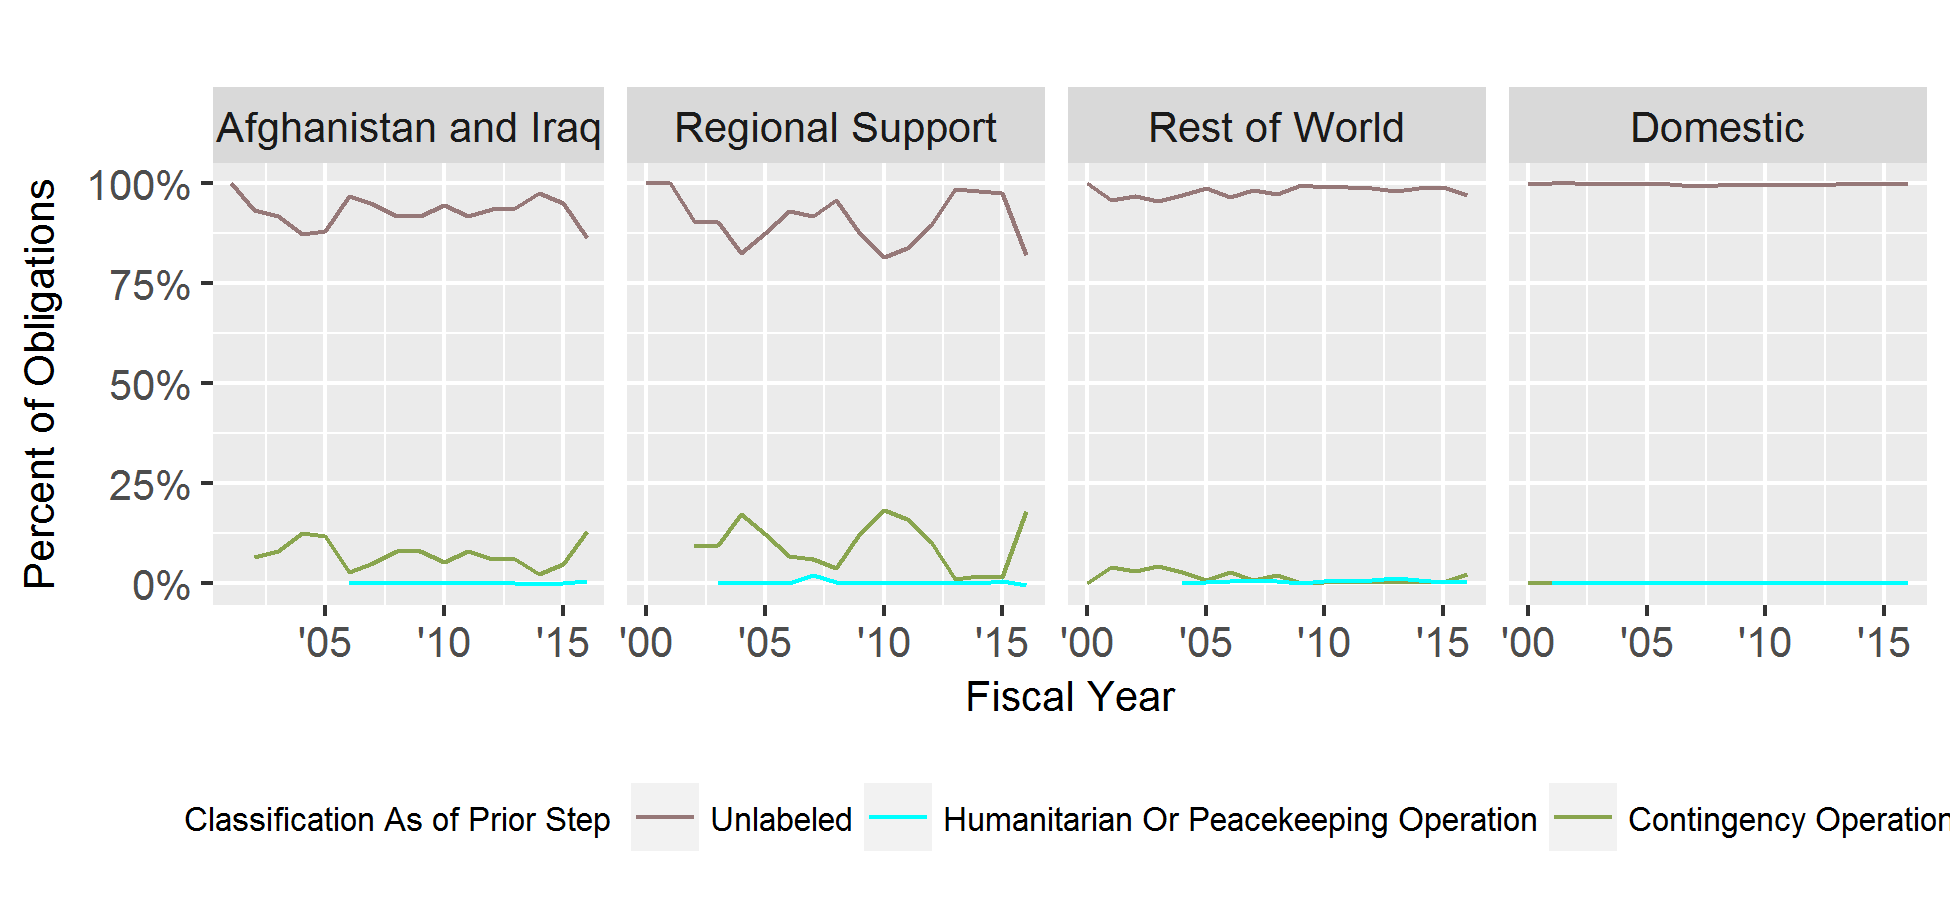 Afghanistan and Iraq Regional Support Rest of World Domestic
Percent of Obligations
100%
75%
50%
25%
0%
'05 '10 '15 '00 '05 '10 '15 '00 '05 '10 '15 '00 '05 '10 '15
Fiscal Year
Classification As of Prior Step Unlabeled Humanitarian Or Peacekeeping Operation Contingency Operation